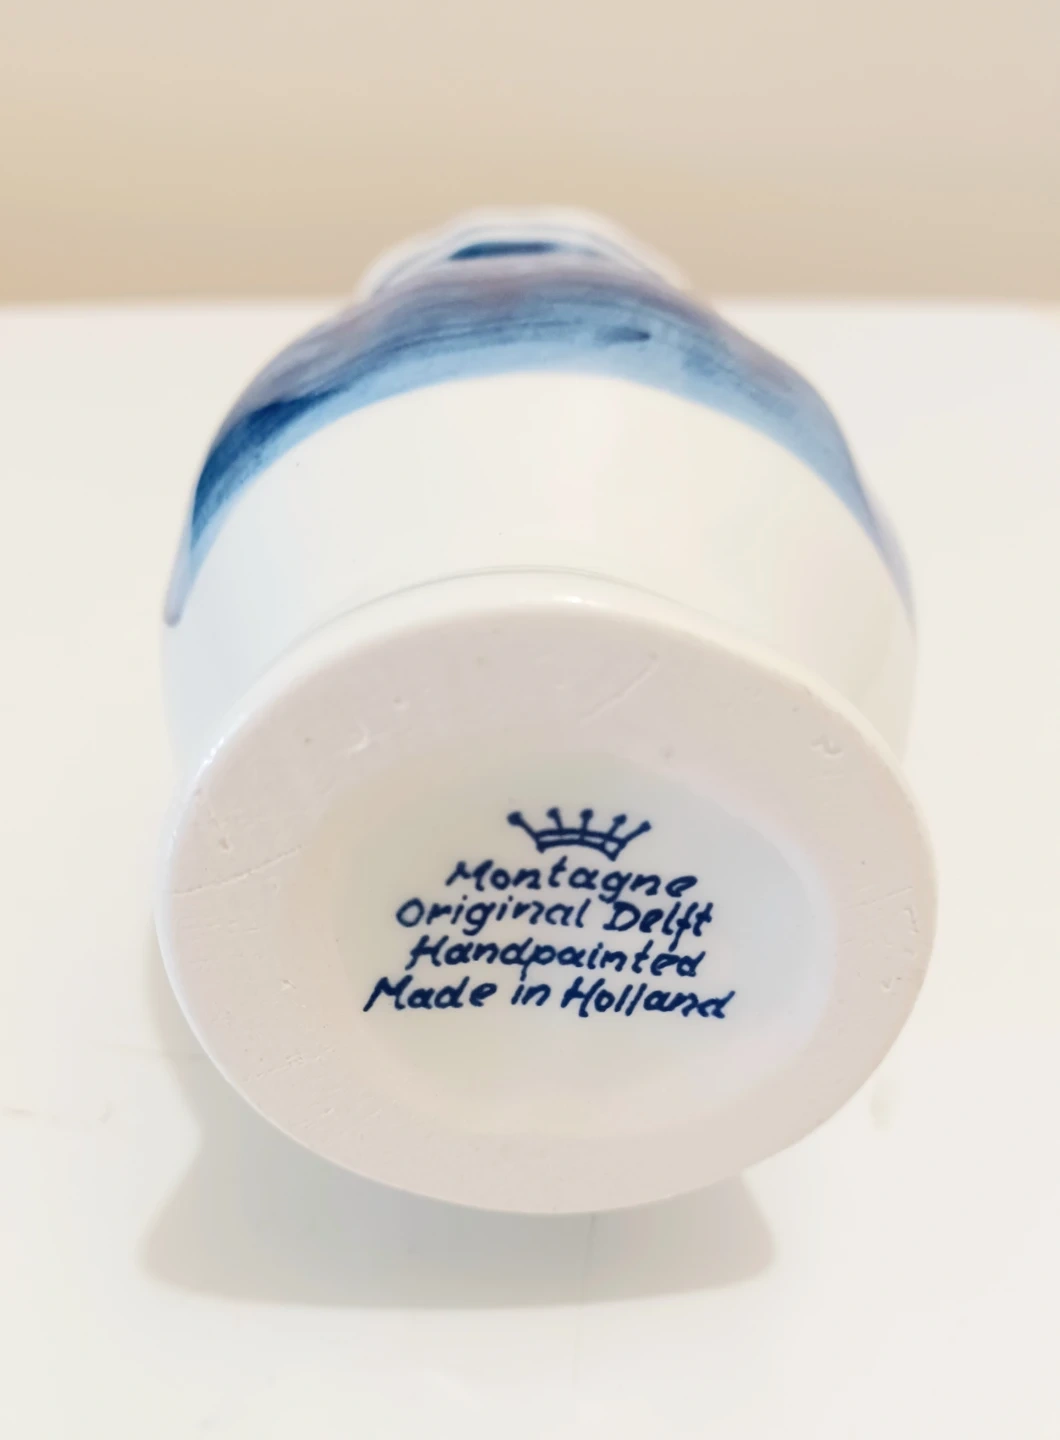 Montagne
Original Delft
Handpainted
Made in Holland